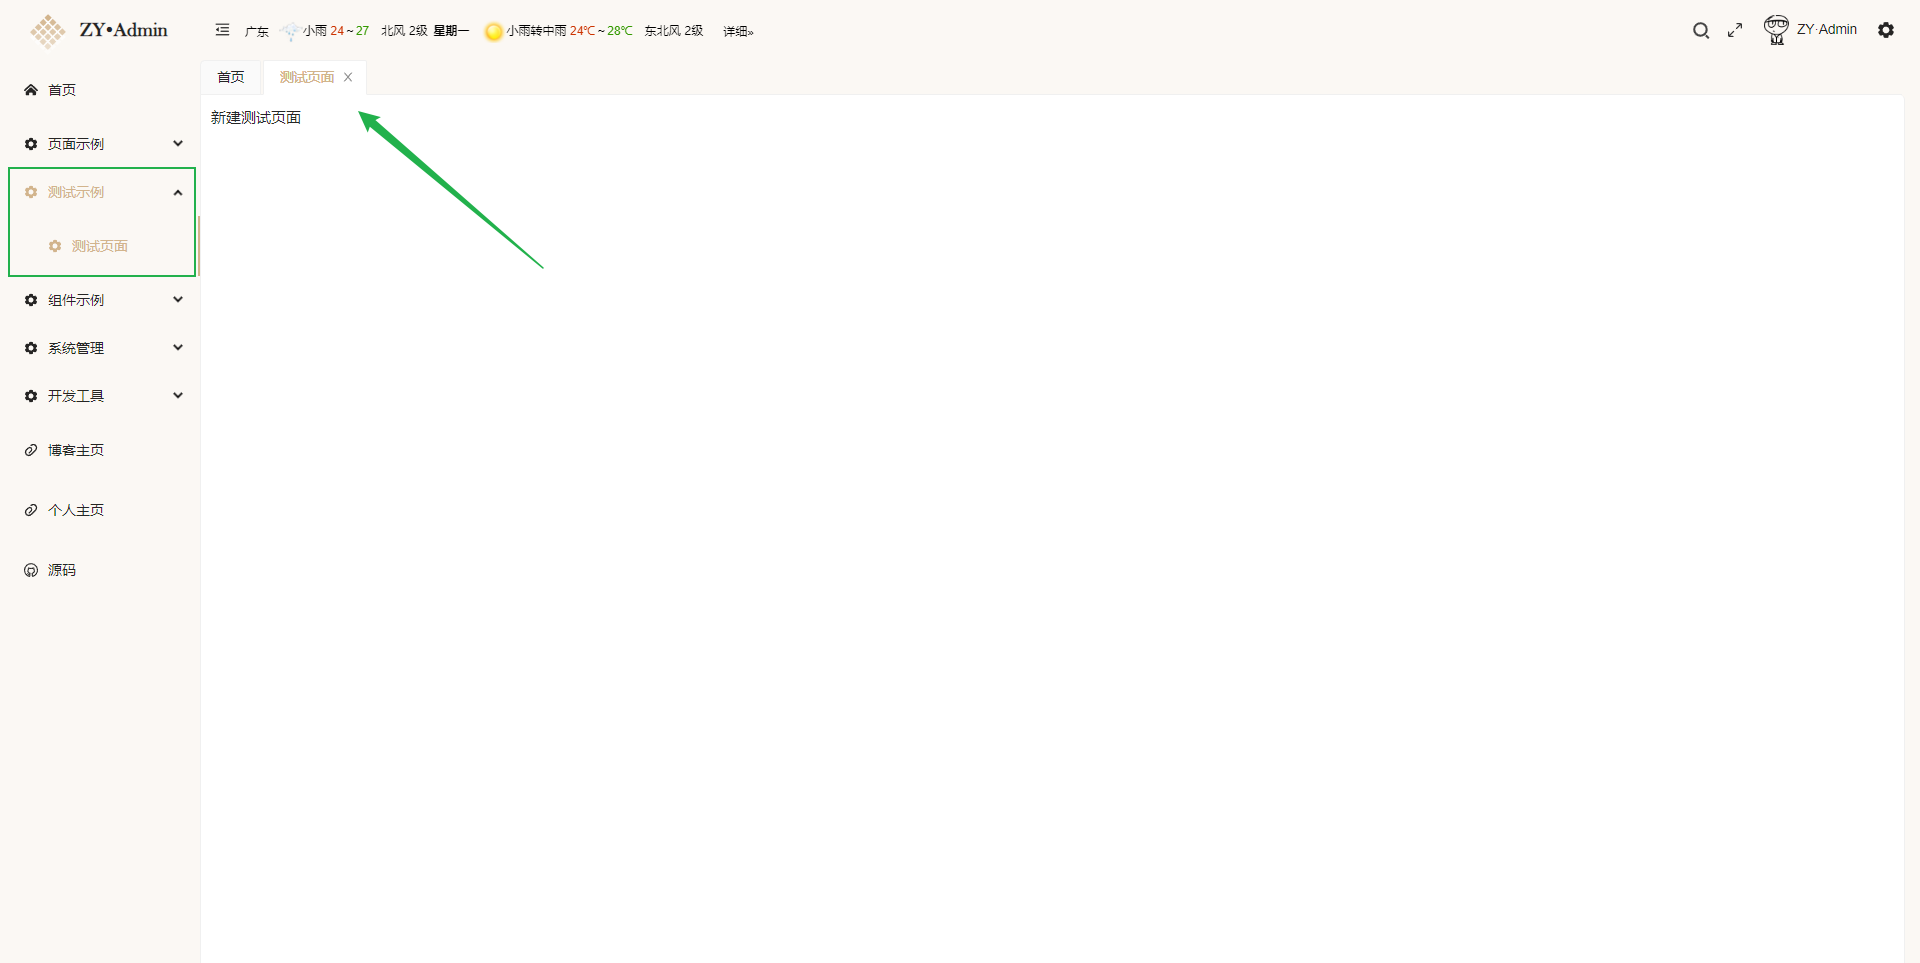 ZY•Admin
广东 小雨 24~27 北风 2级 星期一 小雨转中雨 24℃~28℃ 东北风 2级 详细»
ZY·Admin
首页 测试页面
首页
页面示例
测试示例
测试页面
组件示例
系统管理
开发工具
博客主页
个人主页
源码
新建测试页面